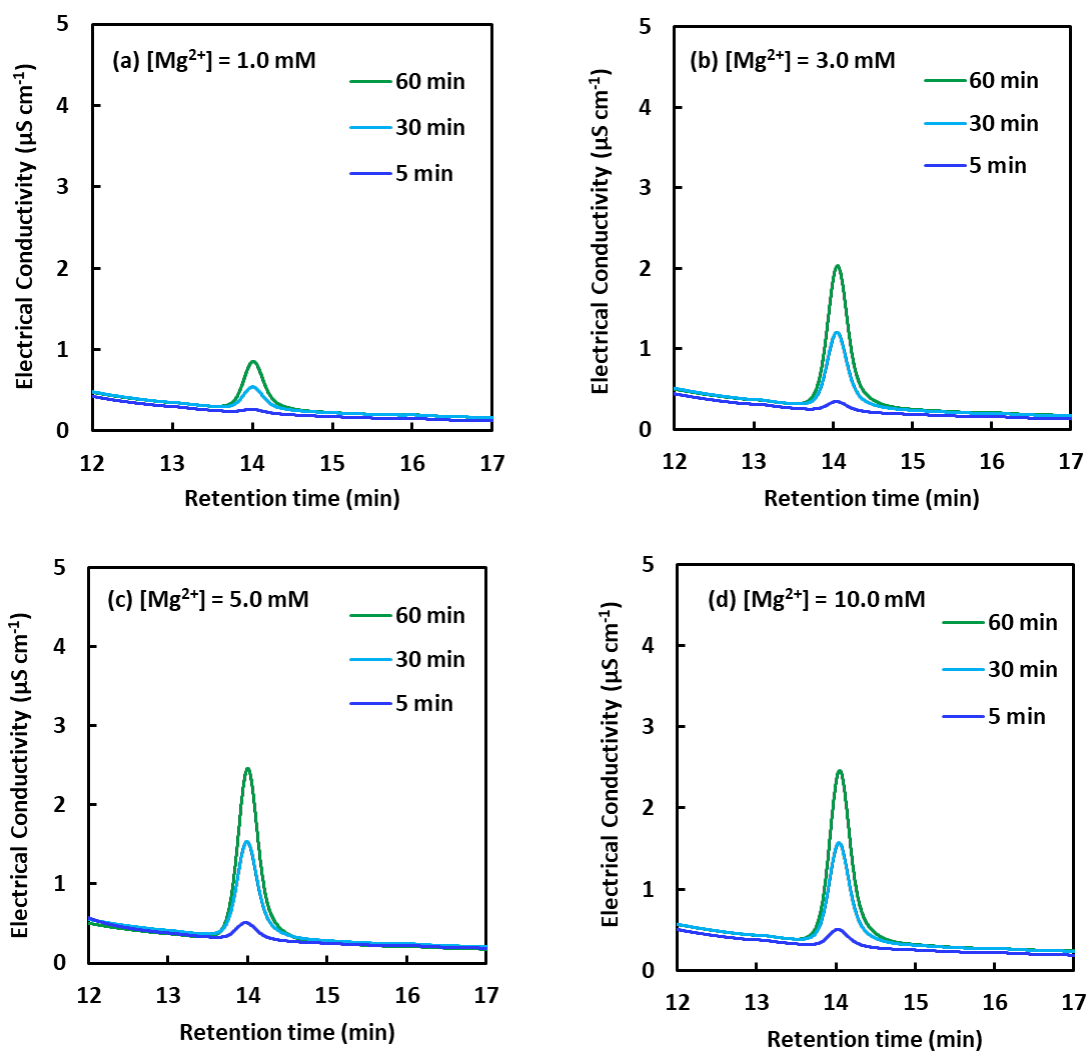 (a) [Mg²⁺] = 1.0 mM
60 min
30 min
5 min
Electrical Conductivity (µS cm⁻¹)
5
4
3
2
1
0
12 13 14 15 16 17
Retention time (min)
(b) [Mg²⁺] = 3.0 mM
60 min
30 min
5 min
Electrical Conductivity (µS cm⁻¹)
5
4
3
2
1
0
12 13 14 15 16 17
Retention time (min)
(c) [Mg²⁺] = 5.0 mM
60 min
30 min
5 min
Electrical Conductivity (µS cm⁻¹)
5
4
3
2
1
0
12 13 14 15 16 17
Retention time (min)
(d) [Mg²⁺] = 10.0 mM
60 min
30 min
5 min
Electrical Conductivity (µS cm⁻¹)
5
4
3
2
1
0
12 13 14 15 16 17
Retention time (min)